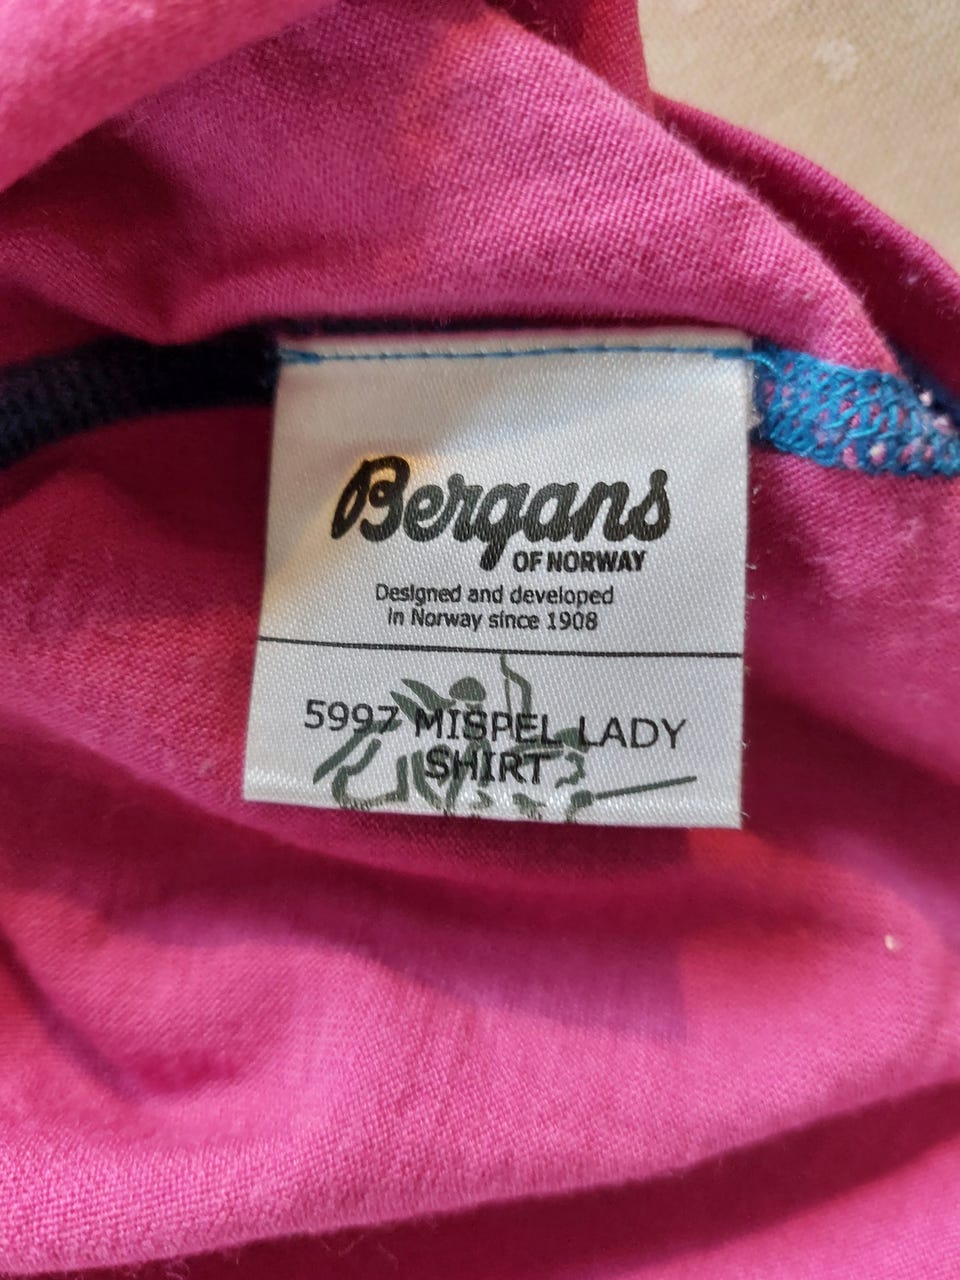 Bergans
OF NORWAY
Designed and developed
in Norway since 1908
5997 MISPEL LADY
SHIRT